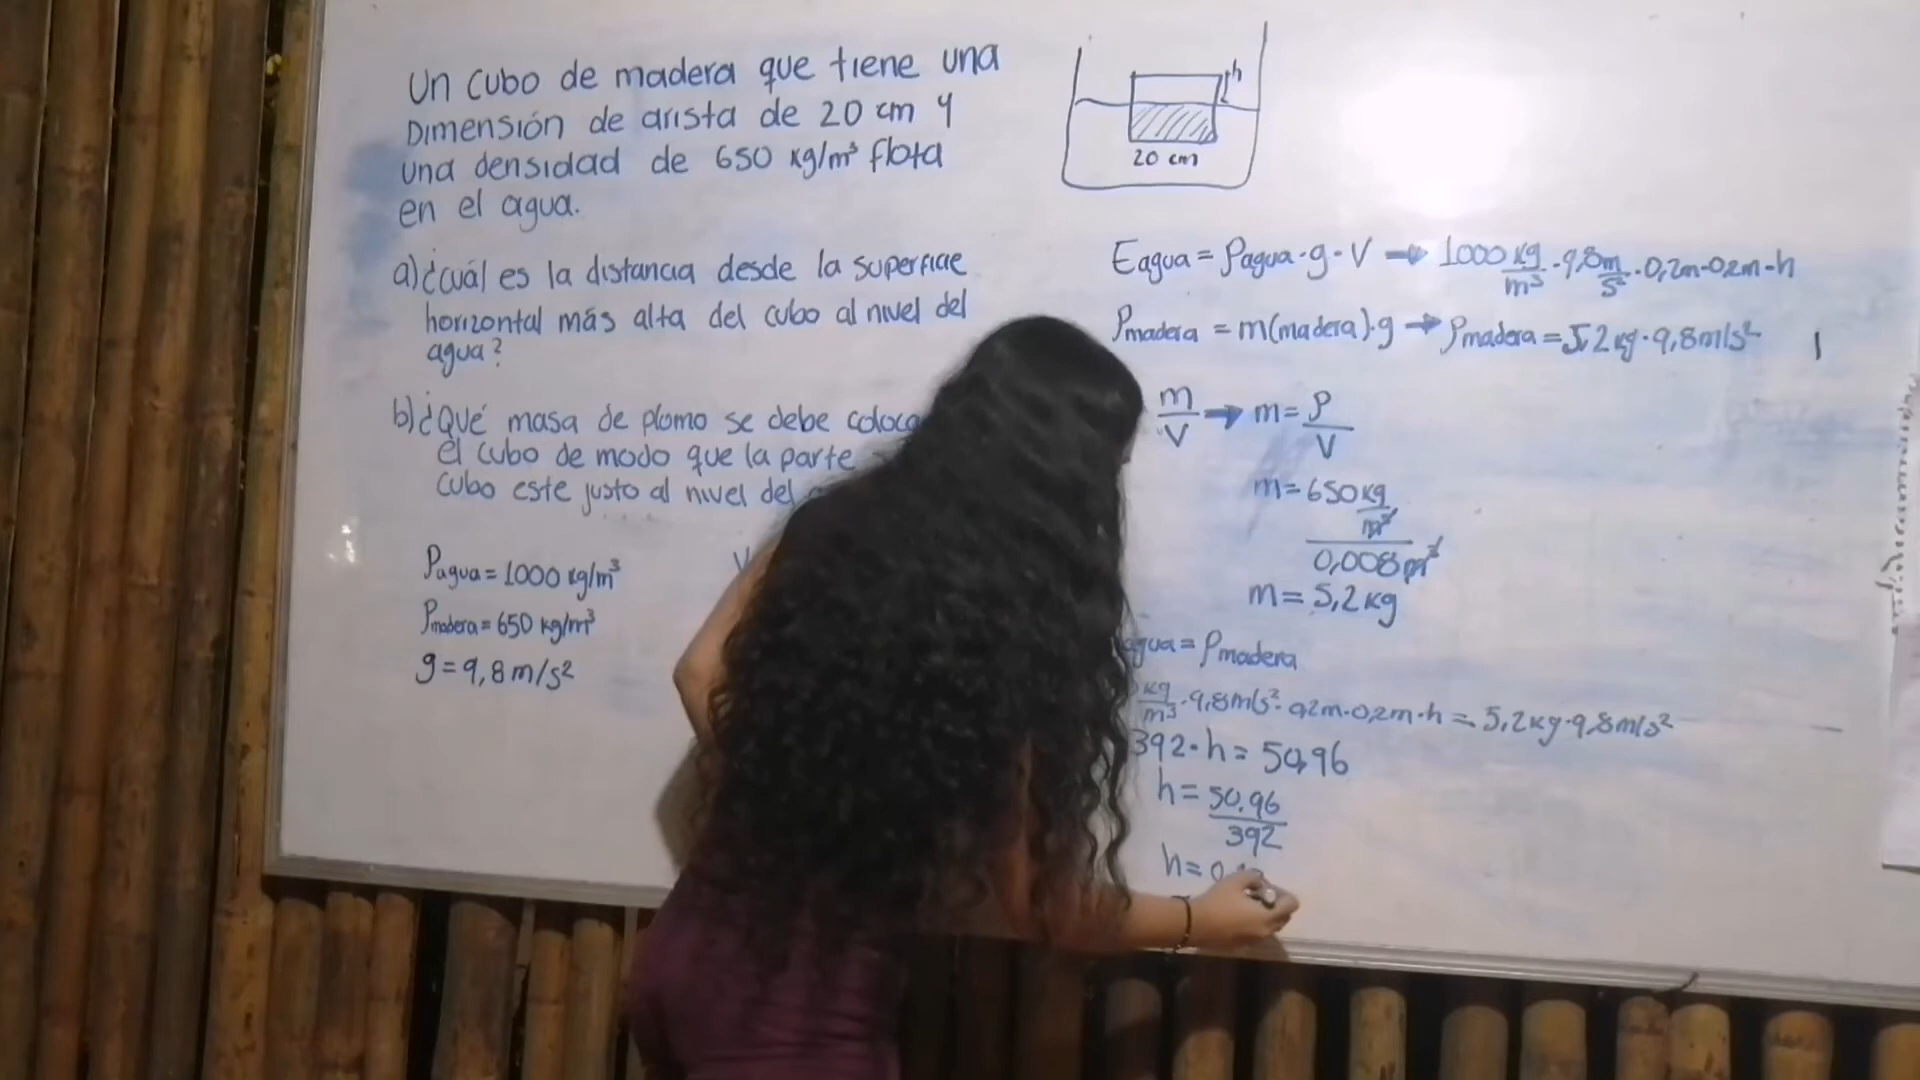 Un cubo de madera que tiene una
Dimensión de arista de 20 cm y
una densidad de 650 kg/m³ flota
en el agua.
a) ¿cuál es la distancia desde la superficie
horizontal más alta del cubo al nivel del
agua?
b) ¿Qué masa de plomo se debe
el cubo de modo que la parte
cubo este justo al nivel del
ρagua = 1000 kg/m³
ρmadera = 650 kg/m³
g = 9,8 m/s²
V
h
20 cm
Eagua = ρagua · g · V → 1000 kg/m³ · 9,8 m/s² · 0,2m · 0,2m · h
ρmadera = m(madera) · g → ρmadera = 5,2 kg · 9,8 m/s²
m/V → m = ρ/V
m = 650 kg/m³
0,008 m³
m = 5,2 kg
agua = ρmadera
kg/m³ · 9,8 m/s² · 0,2m · 0,2m · h = 5,2 kg · 9,8 m/s²
392 · h = 50,96
h = 50,96
392
h = 0